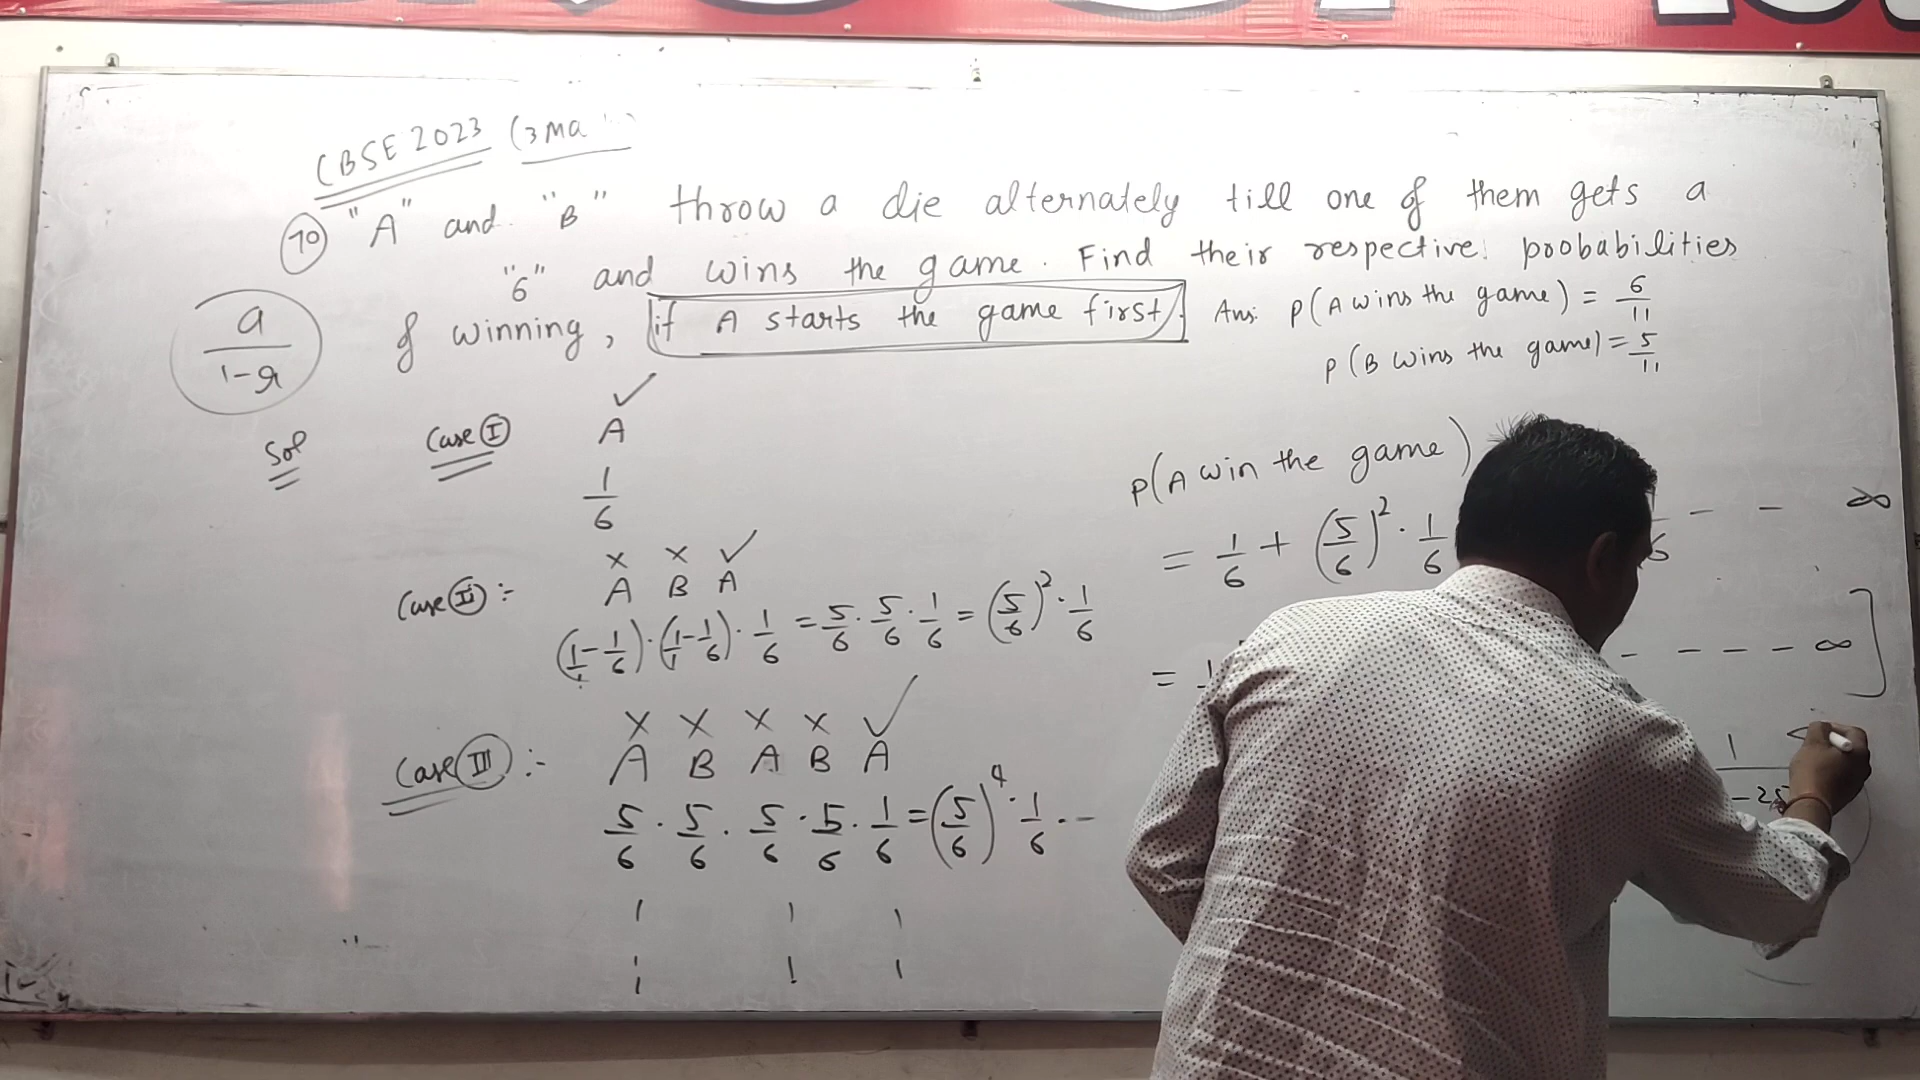 CBSE 2023 (3 Ma
70 "A" and "B" throw a die alternately till one of them gets a
"6" and wins the game. Find their respective probabilities
of winning, if A starts the game first. Ans: P(A wins the game) = 6/11
P(B wins the game) = 5/11
a/1-r
Sol
Case I
✓
A
1/6
Case II :-
× × ✓
A B A
(1/1 - 1/6) · (1/1 - 1/6) · 1/6 = 5/6 · 5/6 · 1/6 = (5/6)² · 1/6
Case III :-
× × × × ✓
A B A B A
5/6 · 5/6 · 5/6 · 5/6 · 1/6 = (5/6)⁴ · 1/6 · -
P(A win the game)
= 1/6 + (5/6)² · 1/6 - - - ∞
= - - - - - ∞ ]
1
- 25